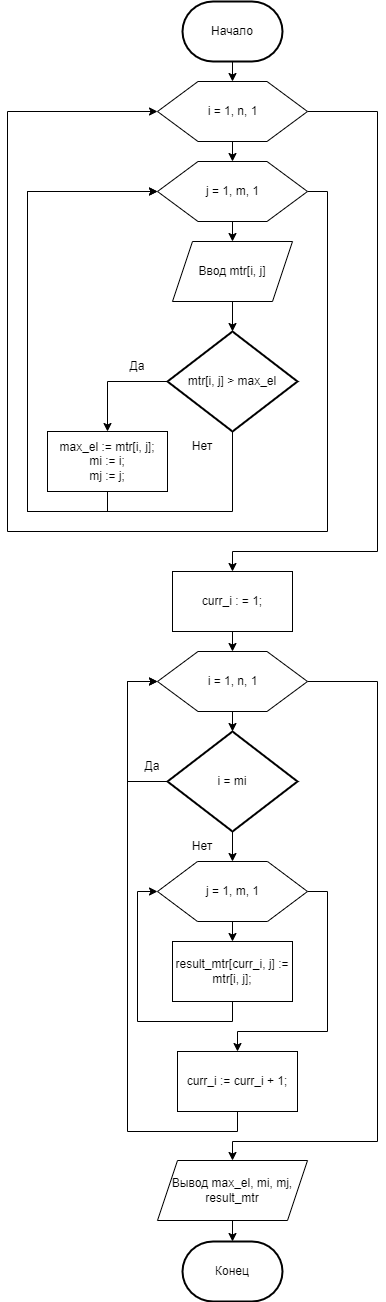 Начало
i = 1, n, 1
j = 1, m, 1
Ввод mtr[i, j]
mtr[i, j] > max_el
Да
Нет
max_el := mtr[i, j];
mi := i;
mj := j;
curr_i : = 1;
i = 1, n, 1
i = mi
Да
Нет
j = 1, m, 1
result_mtr[curr_i, j] :=
mtr[i, j];
curr_i := curr_i + 1;
Вывод max_el, mi, mj,
result_mtr
Конец